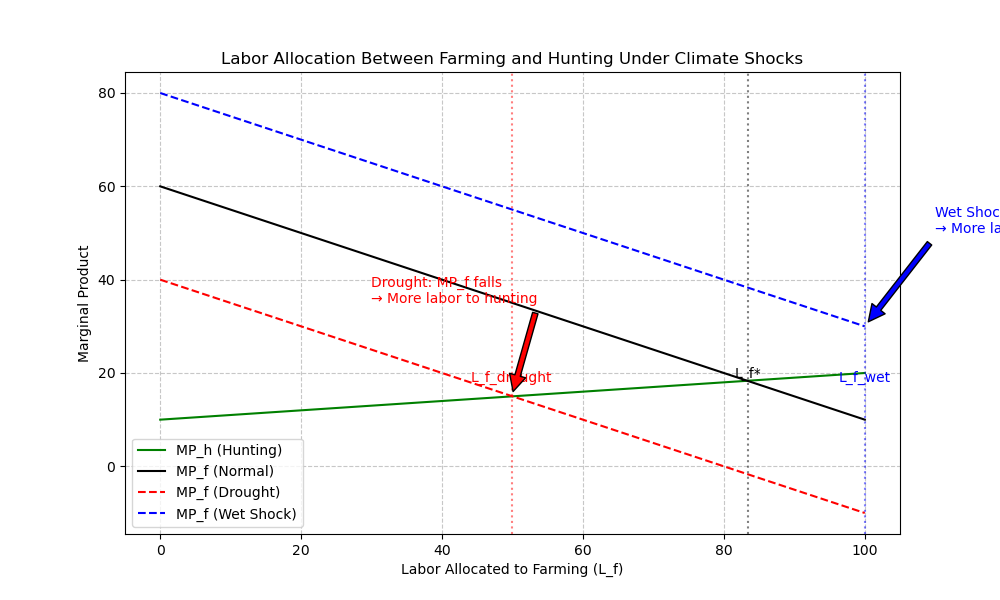 Labor Allocation Between Farming and Hunting Under Climate Shocks
Marginal Product
80
60
40
20
0
Wet Shoc
→ More la
Drought: MP_f falls
→ More labor to hunting
L_f_drought
L_f*
L_f_wet
MP_h (Hunting)
MP_f (Normal)
MP_f (Drought)
MP_f (Wet Shock)
0 20 40 60 80 100
Labor Allocated to Farming (L_f)